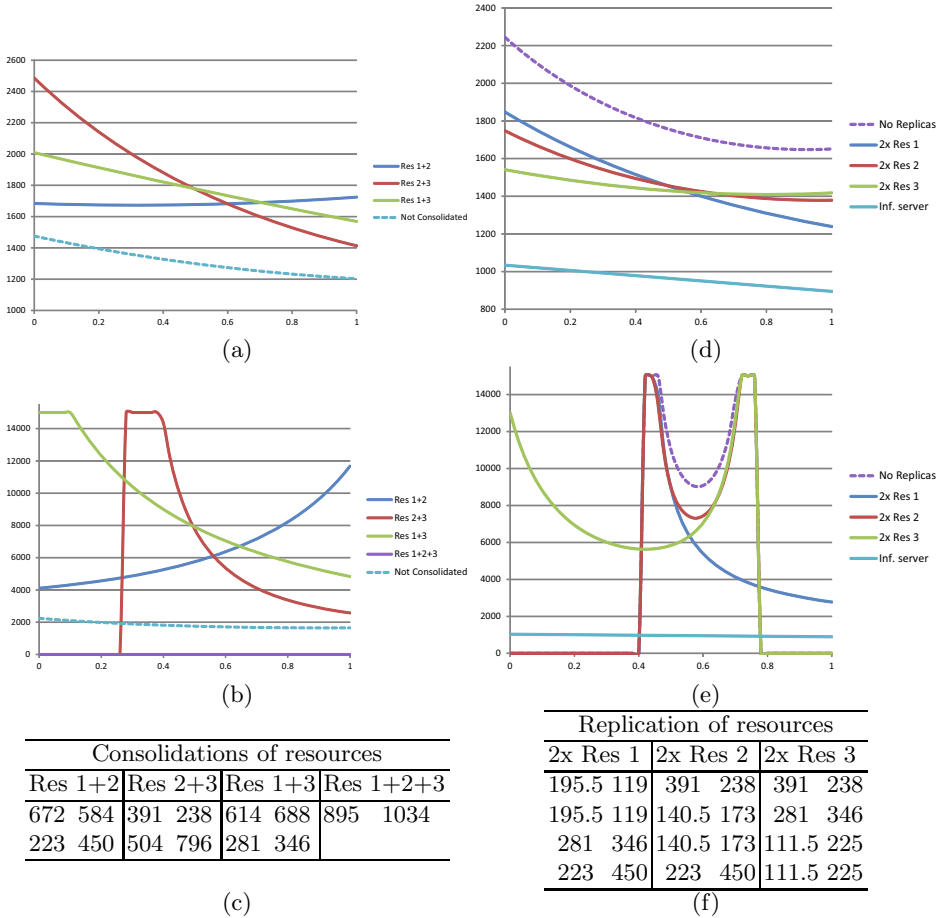 2600
2400
2200
2000
1800
1600
1400
1200
1000
0 0.2 0.4 0.6 0.8 1
Res 1+2
Res 2+3
Res 1+3
Not Consolidated
(a)
2400
2200
2000
1800
1600
1400
1200
1000
800
0 0.2 0.4 0.6 0.8 1
No Replicas
2x Res 1
2x Res 2
2x Res 3
Inf. server
(d)
14000
12000
10000
8000
6000
4000
2000
0
0 0.2 0.4 0.6 0.8 1
Res 1+2
Res 2+3
Res 1+3
Res 1+2+3
Not Consolidated
(b)
14000
12000
10000
8000
6000
4000
2000
0
0 0.2 0.4 0.6 0.8 1
No Replicas
2x Res 1
2x Res 2
2x Res 3
Inf. server
(e)
Consolidations of resources
Res 1+2 Res 2+3 Res 1+3 Res 1+2+3
672 584 391 238 614 688 895 1034
223 450 504 796 281 346
(c)
Replication of resources
2x Res 1 2x Res 2 2x Res 3
195.5 119 391 238 391 238
195.5 119 140.5 173 281 346
281 346 140.5 173 111.5 225
223 450 223 450 111.5 225
(f)